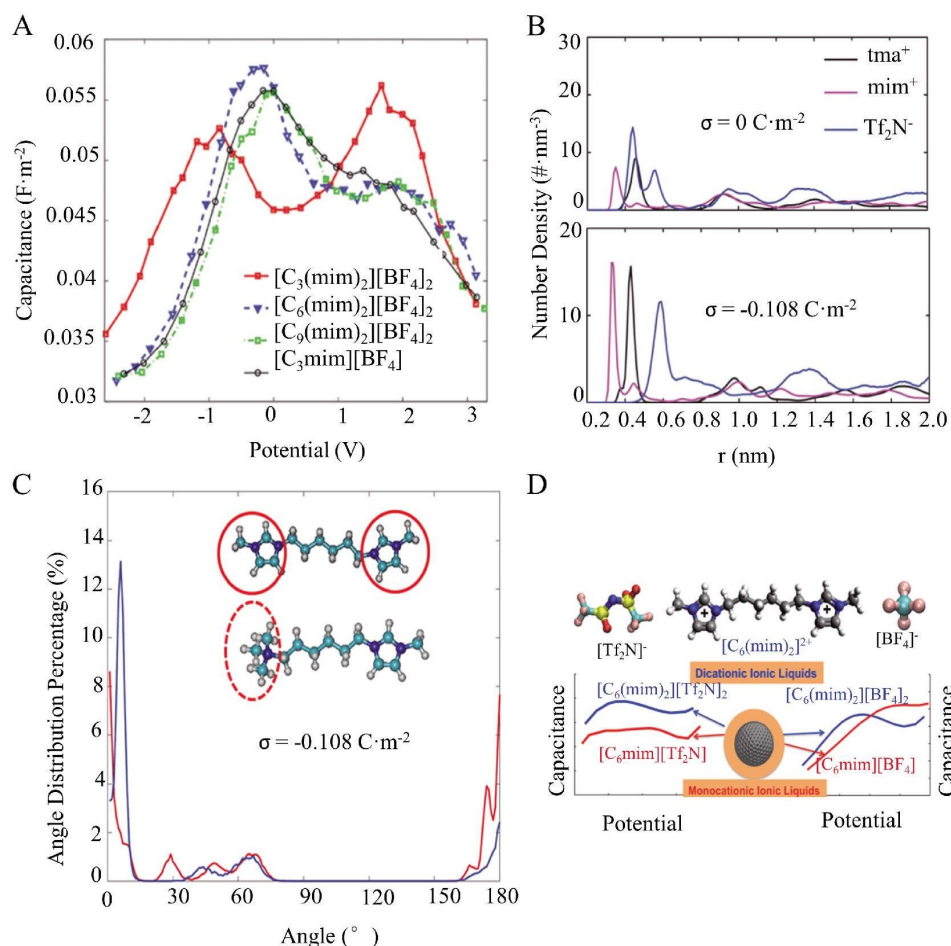 A
0.06
0.055
0.05
0.045
0.04
0.035
0.03
Capacitance (F·m⁻²)
[C₃(mim)₂][BF₄]₂
[C₆(mim)₂][BF₄]₂
[C₉(mim)₂][BF₄]₂
[C₃mim][BF₄]
-2 -1 0 1 2 3
Potential (V)
B
30
20
10
0
tma⁺
mim⁺
Tf₂N⁻
σ = 0 C·m⁻²
Number Density (#·nm⁻³)
20
10
0
σ = -0.108 C·m⁻²
0.2 0.4 0.6 0.8 1.0 1.2 1.4 1.6 1.8 2.0
r (nm)
C
16
14
12
10
8
6
4
2
0
Angle Distribution Percentage (%)
σ = -0.108 C·m⁻²
0 30 60 90 120 150 180
Angle (°)
D
[Tf₂N]⁻
[C₆(mim)₂]²⁺
+ +
[BF₄]⁻
Dicationic Ionic Liquids
[C₆(mim)₂][Tf₂N]₂
[C₆(mim)₂][BF₄]₂
[C₆mim][Tf₂N]
[C₆mim][BF₄]
Monocationic Ionic Liquids
Capacitance
Capacitance
Potential
Potential